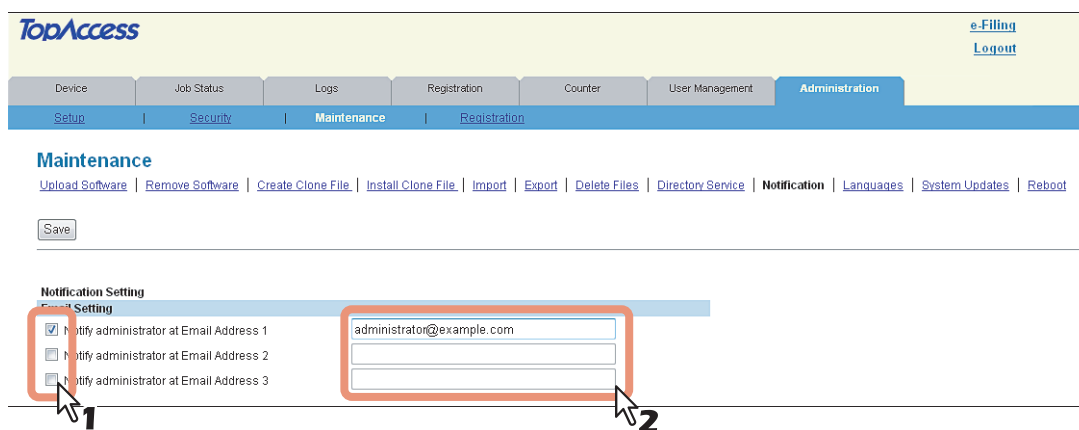 TopAccess
e-Filing
Logout
Device Job Status Logs Registration Counter User Management Administration
Setup | Security | Maintenance | Registration
Maintenance
Upload Software | Remove Software | Create Clone File | Install Clone File | Import | Export | Delete Files | Directory Service | Notification | Languages | System Updates | Reboot
Save
Notification Setting
Email Setting
Notify administrator at Email Address 1 administrator@example.com
Notify administrator at Email Address 2
Notify administrator at Email Address 3
1 2